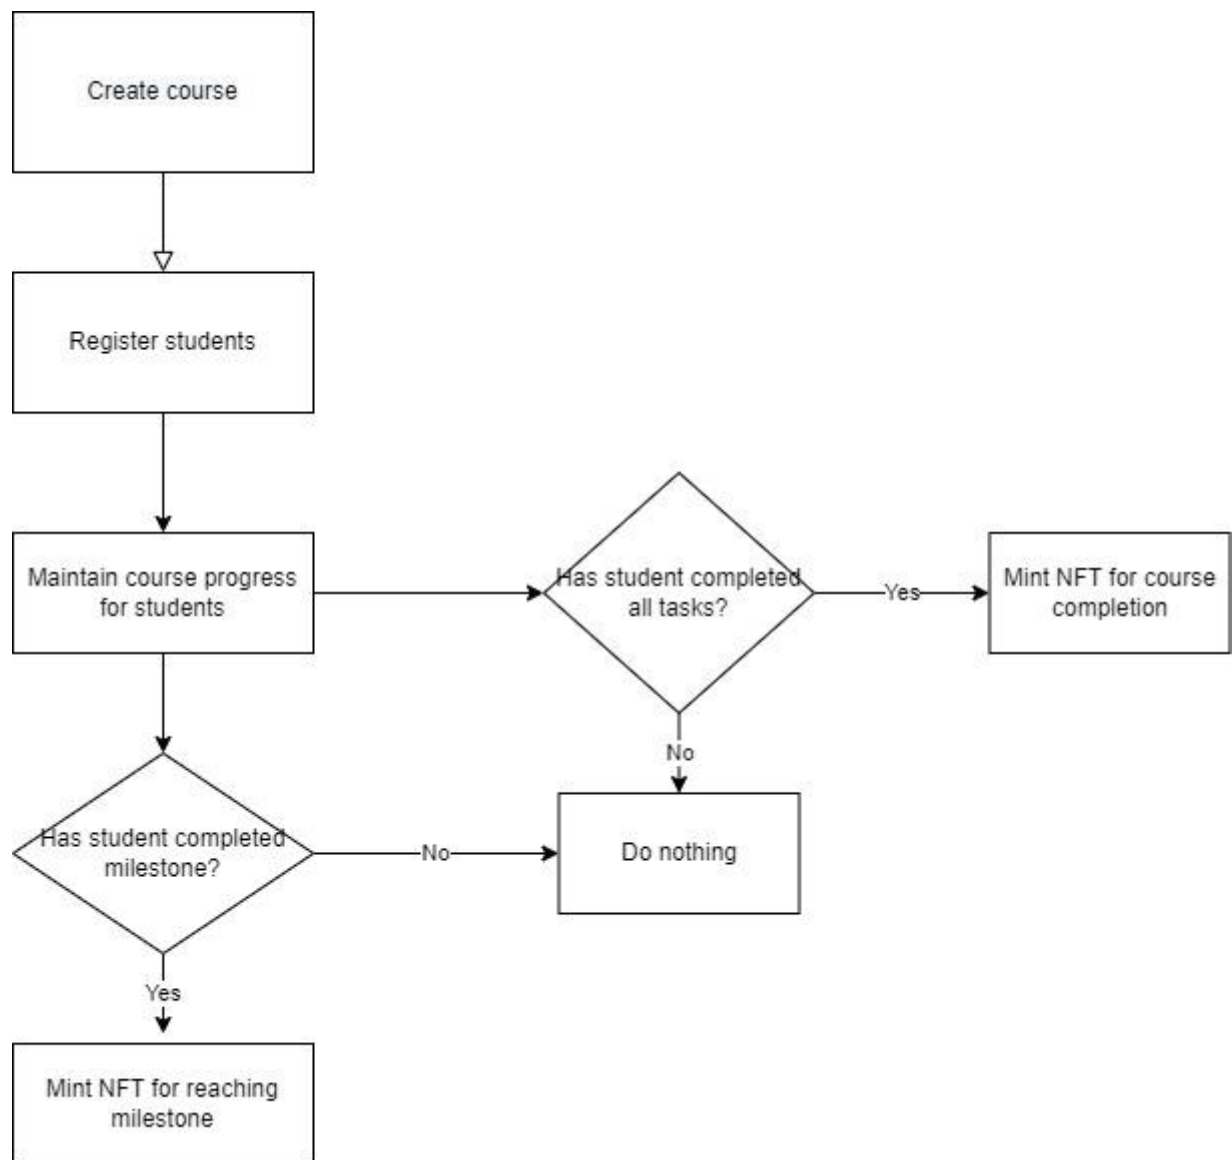 Create course
Register students
Maintain course progress
for students
Has student completed
all tasks?
Yes
Mint NFT for course
completion
No
Has student completed
milestone?
No
Do nothing
Yes
Mint NFT for reaching
milestone